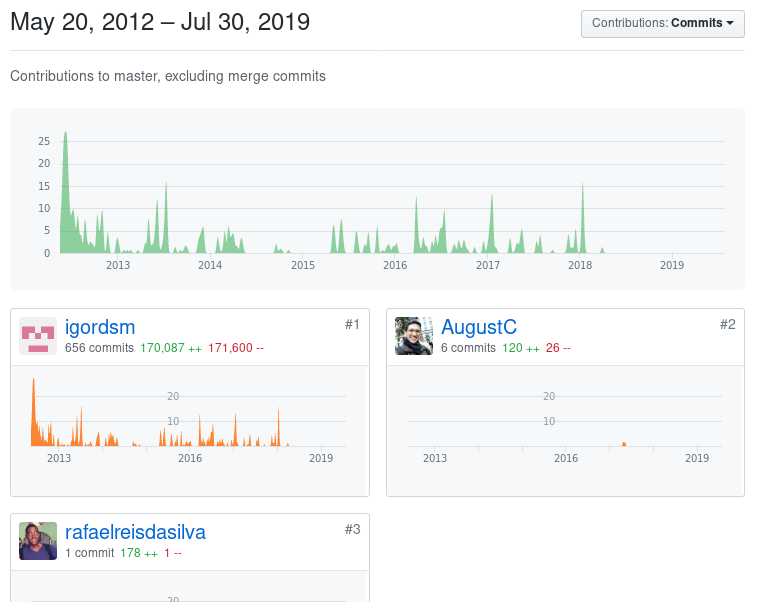 May 20, 2012 – Jul 30, 2019
Contributions: Commits
Contributions to master, excluding merge commits
25
20
15
10
5
0
2013 2014 2015 2016 2017 2018 2019
igordsm #1
656 commits 170,087 ++ 171,600 --
20
10
2013 2016 2019
AugustC #2
6 commits 120 ++ 26 --
20
10
2013 2016 2019
rafaelreisdasilva #3
1 commit 178 ++ 1 --
20